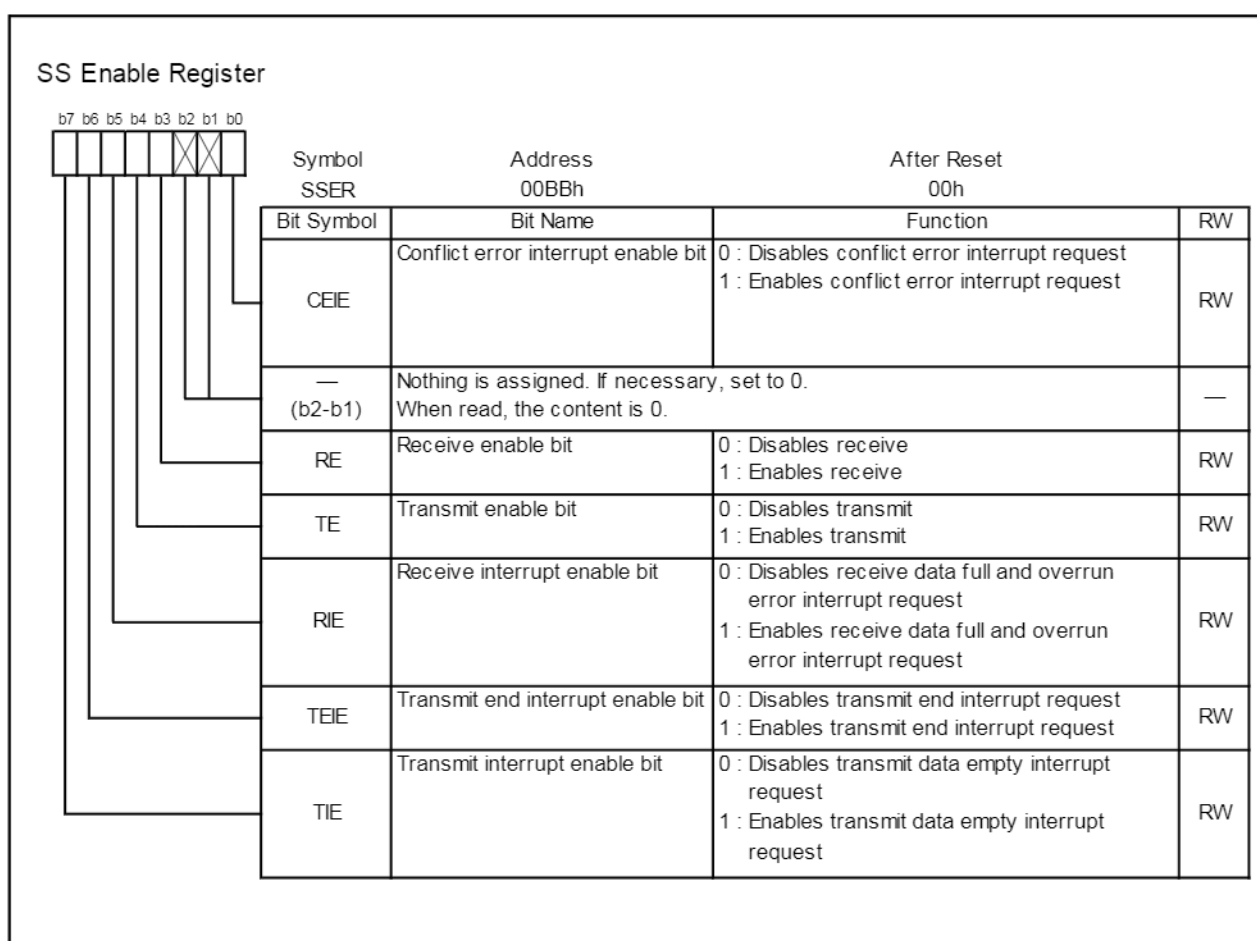 SS Enable Register
b7 b6 b5 b4 b3 b2 b1 b0
Symbol Address After Reset
SSER 00BBh 00h
Bit Symbol Bit Name Function RW
CEIE Conflict error interrupt enable bit 0 : Disables conflict error interrupt request
1 : Enables conflict error interrupt request
RW
—
(b2-b1)
Nothing is assigned. If necessary, set to 0.
When read, the content is 0.
—
RE Receive enable bit 0 : Disables receive
1 : Enables receive
RW
TE Transmit enable bit 0 : Disables transmit
1 : Enables transmit
RW
RIE Receive interrupt enable bit 0 : Disables receive data full and overrun
error interrupt request
1 : Enables receive data full and overrun
error interrupt request
RW
TEIE Transmit end interrupt enable bit 0 : Disables transmit end interrupt request
1 : Enables transmit end interrupt request
RW
TIE Transmit interrupt enable bit 0 : Disables transmit data empty interrupt
request
1 : Enables transmit data empty interrupt
request
RW